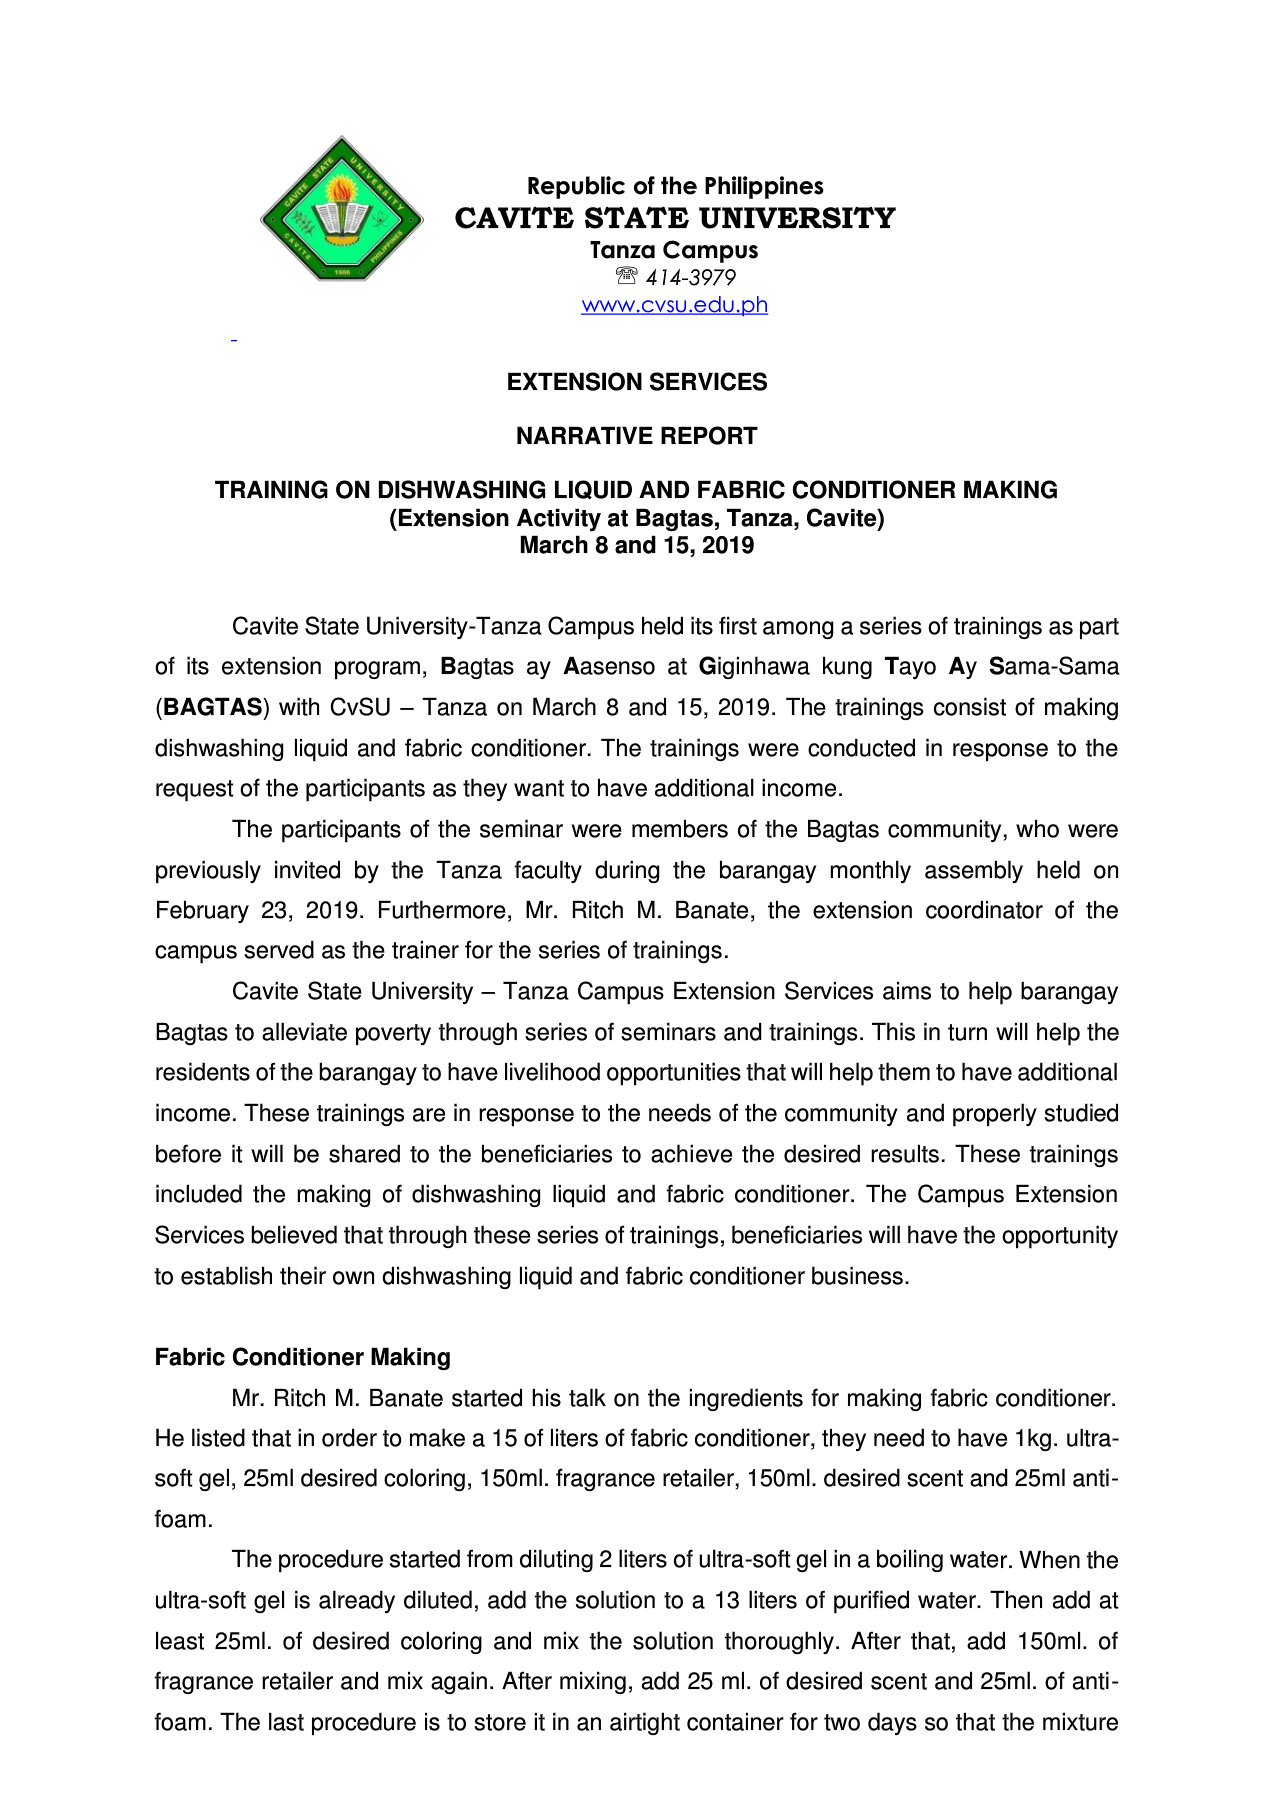 CAVITE STATE UNIVERSITY
CAVITE PHILIPPINES
1906
Republic of the Philippines
CAVITE STATE UNIVERSITY
Tanza Campus
☏ 414-3979
www.cvsu.edu.ph
EXTENSION SERVICES
NARRATIVE REPORT
TRAINING ON DISHWASHING LIQUID AND FABRIC CONDITIONER MAKING
(Extension Activity at Bagtas, Tanza, Cavite)
March 8 and 15, 2019
Cavite State University-Tanza Campus held its first among a series of trainings as part
of its extension program, Bagtas ay Aasenso at Giginhawa kung Tayo Ay Sama-Sama
(BAGTAS) with CvSU – Tanza on March 8 and 15, 2019. The trainings consist of making
dishwashing liquid and fabric conditioner. The trainings were conducted in response to the
request of the participants as they want to have additional income.
The participants of the seminar were members of the Bagtas community, who were
previously invited by the Tanza faculty during the barangay monthly assembly held on
February 23, 2019. Furthermore, Mr. Ritch M. Banate, the extension coordinator of the
campus served as the trainer for the series of trainings.
Cavite State University – Tanza Campus Extension Services aims to help barangay
Bagtas to alleviate poverty through series of seminars and trainings. This in turn will help the
residents of the barangay to have livelihood opportunities that will help them to have additional
income. These trainings are in response to the needs of the community and properly studied
before it will be shared to the beneficiaries to achieve the desired results. These trainings
included the making of dishwashing liquid and fabric conditioner. The Campus Extension
Services believed that through these series of trainings, beneficiaries will have the opportunity
to establish their own dishwashing liquid and fabric conditioner business.
Fabric Conditioner Making
Mr. Ritch M. Banate started his talk on the ingredients for making fabric conditioner.
He listed that in order to make a 15 of liters of fabric conditioner, they need to have 1kg. ultra-
soft gel, 25ml desired coloring, 150ml. fragrance retailer, 150ml. desired scent and 25ml anti-
foam.
The procedure started from diluting 2 liters of ultra-soft gel in a boiling water. When the
ultra-soft gel is already diluted, add the solution to a 13 liters of purified water. Then add at
least 25ml. of desired coloring and mix the solution thoroughly. After that, add 150ml. of
fragrance retailer and mix again. After mixing, add 25 ml. of desired scent and 25ml. of anti-
foam. The last procedure is to store it in an airtight container for two days so that the mixture